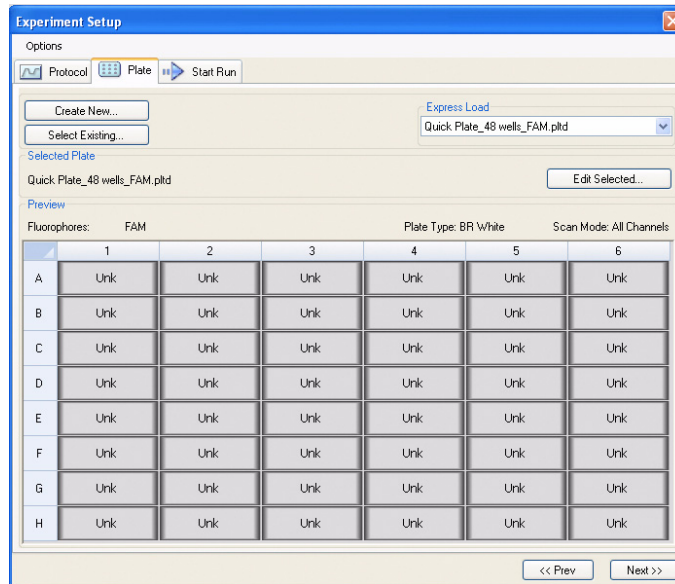 Experiment Setup
Options
Protocol Plate Start Run
Create New...
Select Existing...
Express Load
Quick Plate_48 wells_FAM.pltd
Selected Plate
Quick Plate_48 wells_FAM.pltd
Edit Selected...
Preview
Fluorophores: FAM Plate Type: BR White Scan Mode: All Channels
1 2 3 4 5 6
A Unk Unk Unk Unk Unk Unk
B Unk Unk Unk Unk Unk Unk
C Unk Unk Unk Unk Unk Unk
D Unk Unk Unk Unk Unk Unk
E Unk Unk Unk Unk Unk Unk
F Unk Unk Unk Unk Unk Unk
G Unk Unk Unk Unk Unk Unk
H Unk Unk Unk Unk Unk Unk
<< Prev Next >>